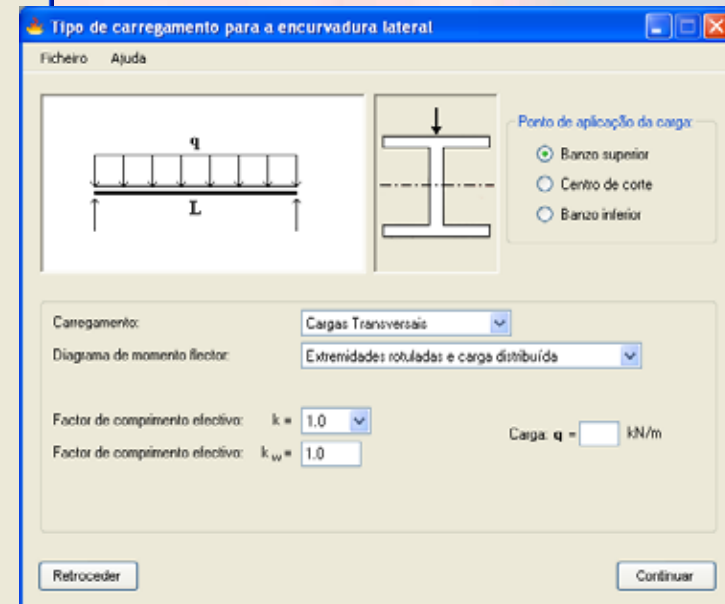 Tipo de carregamento para a encurvadura lateral
Ficheiro Ajuda
q
L
Ponto de aplicação da carga:
Banzo superior
Centro de corte
Banzo inferior
Carregamento: Cargas Transversais
Diagrama de momento flector: Extremidades rotuladas e carga distribuída
Factor de comprimento efectivo: k = 1.0
Factor de comprimento efectivo: k w = 1.0
Carga: q = kN/m
Retroceder Continuar